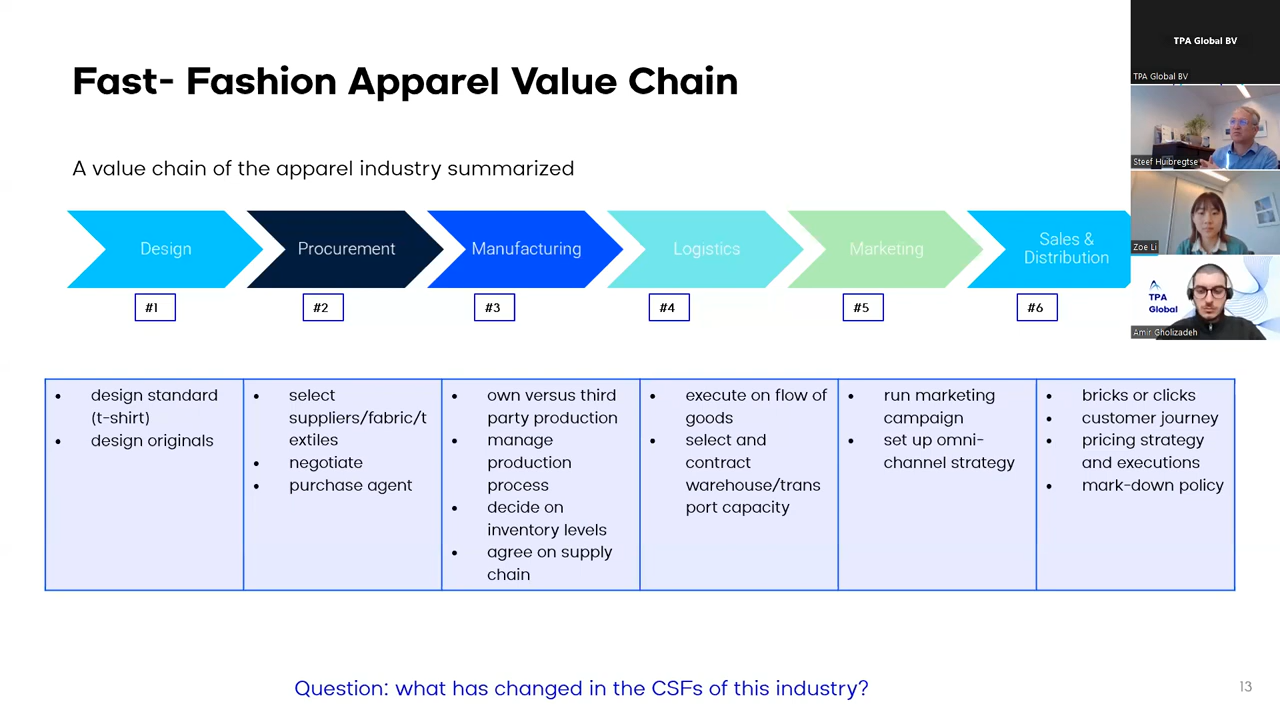 Fast- Fashion Apparel Value Chain
A value chain of the apparel industry summarized
Design
Procurement
Manufacturing
Logistics
Marketing
Sales &
Distribution
#1
#2
#3
#4
#5
#6
• design standard
(t-shirt)
• design originals
• select
suppliers/fabric/t
extiles
• negotiate
• purchase agent
• own versus third
party production
• manage
production
process
• decide on
inventory levels
• agree on supply
chain
• execute on flow of
goods
• select and
contract
warehouse/trans
port capacity
• run marketing
campaign
• set up omni-
channel strategy
• bricks or clicks
• customer journey
• pricing strategy
and executions
• mark-down policy
Question: what has changed in the CSFs of this industry?
13
TPA Global BV
TPA Global BV
Steef Huibregtse
Zoe Li
TPA
Global
Amir Gholizadeh